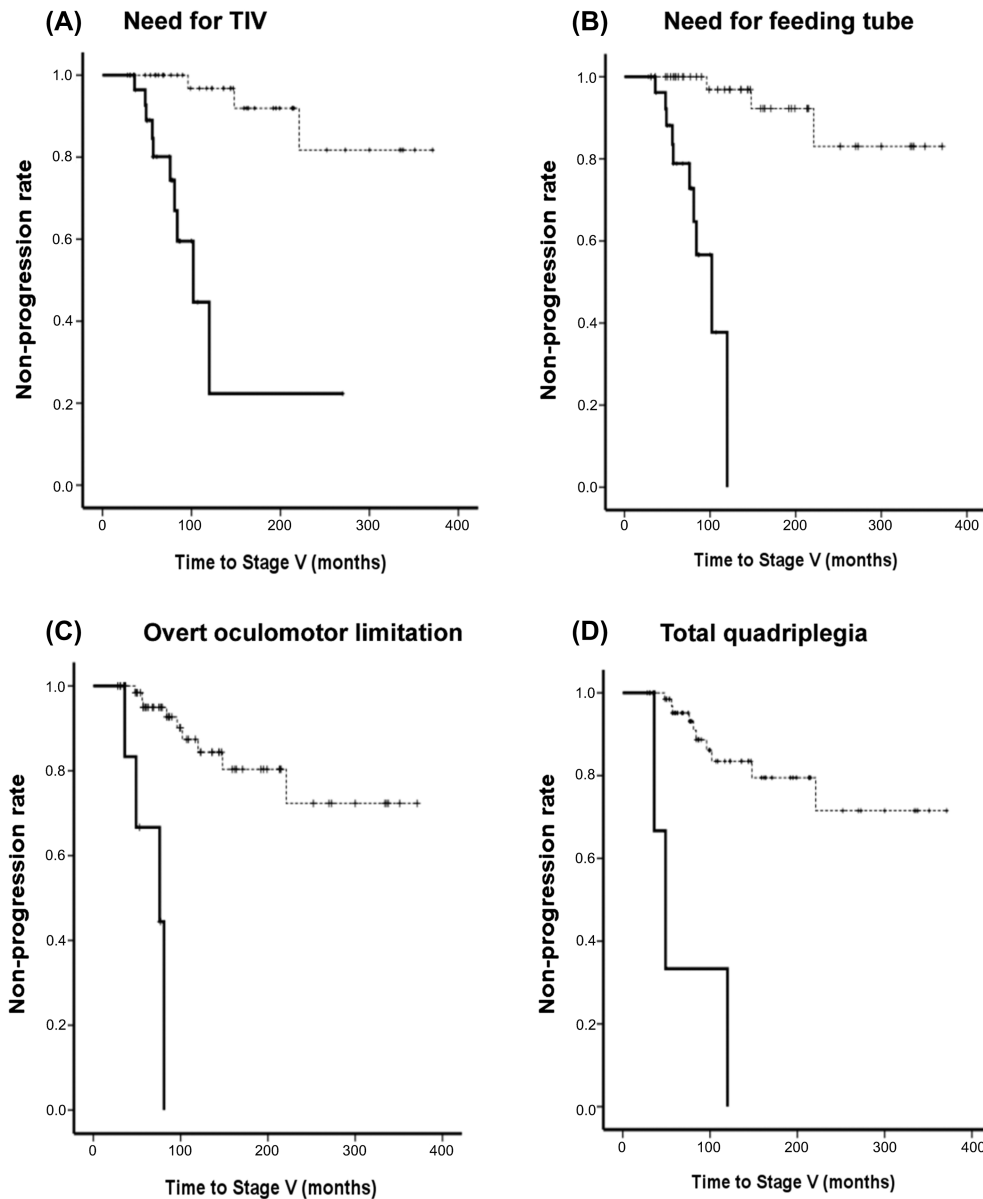 (A) Need for TIV
Non-progression rate
1.0
0.8
0.6
0.4
0.2
0.0
0 100 200 300 400
Time to Stage V (months)
(B) Need for feeding tube
Non-progression rate
1.0
0.8
0.6
0.4
0.2
0.0
0 100 200 300 400
Time to Stage V (months)
(C) Overt oculomotor limitation
Non-progression rate
1.0
0.8
0.6
0.4
0.2
0.0
0 100 200 300 400
Time to Stage V (months)
(D) Total quadriplegia
Non-progression rate
1.0
0.8
0.6
0.4
0.2
0.0
0 100 200 300 400
Time to Stage V (months)